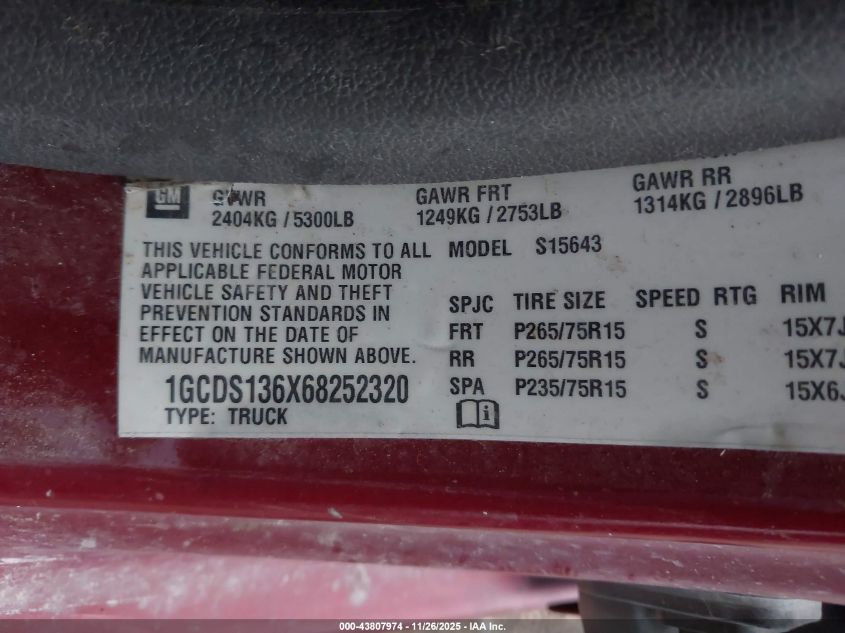 GM GVWR GAWR FRT GAWR RR
2404KG / 5300LB 1249KG / 2753LB 1314KG / 2896LB
THIS VEHICLE CONFORMS TO ALL
APPLICABLE FEDERAL MOTOR
VEHICLE SAFETY AND THEFT
PREVENTION STANDARDS IN
EFFECT ON THE DATE OF
MANUFACTURE SHOWN ABOVE.
1GCDS136X68252320
TYPE: TRUCK
MODEL S15643
SPJC TIRE SIZE SPEED RTG RIM
FRT P265/75R15 S 15X7J
RR P265/75R15 S 15X7J
SPA P235/75R15 S 15X6J
000-43807974 - 11/26/2025 - IAA Inc.